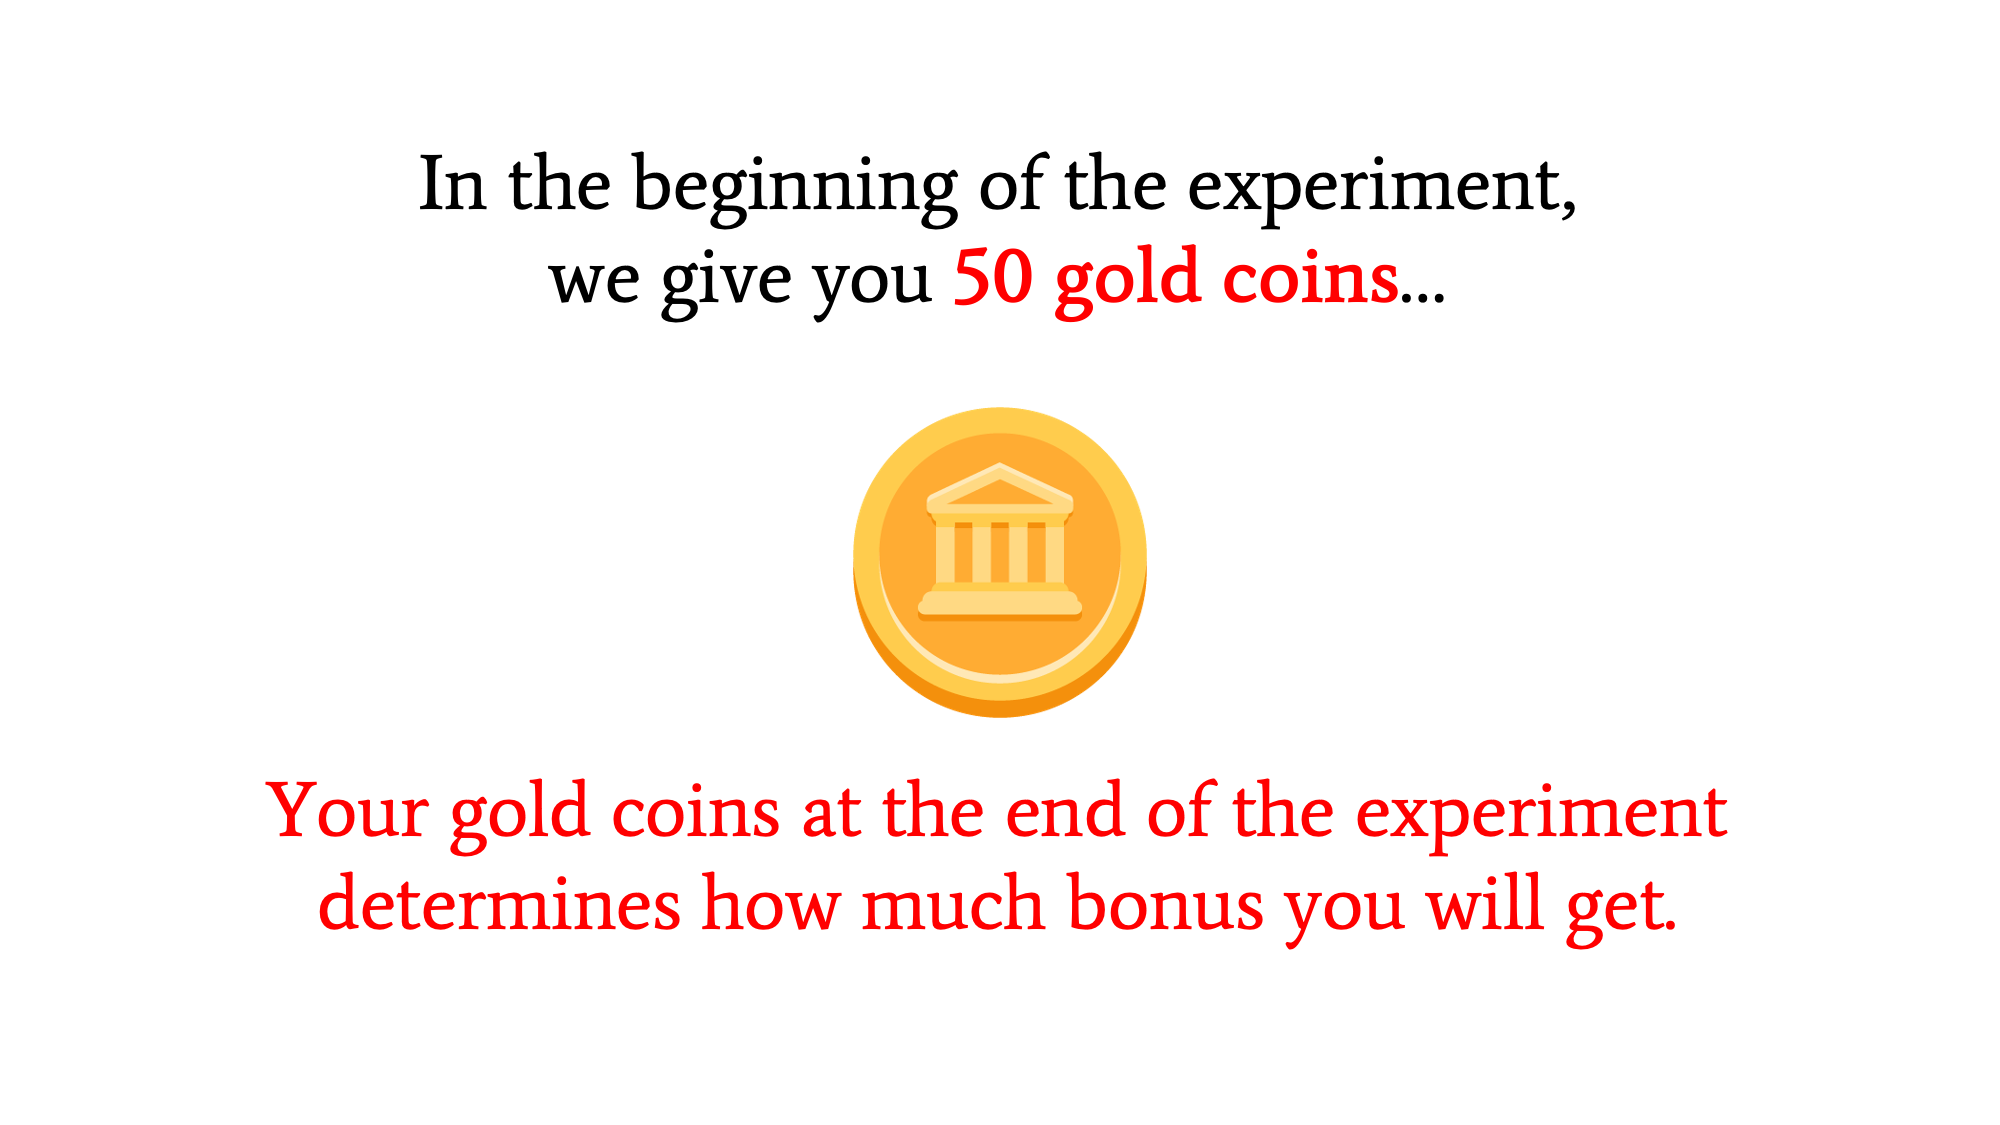 In the beginning of the experiment,
we give you 50 gold coins...
Your gold coins at the end of the experiment
determines how much bonus you will get.